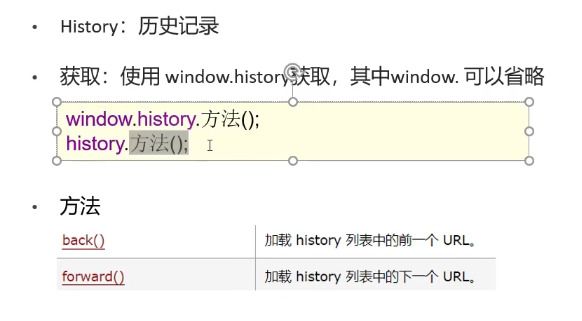 History：历史记录
获取：使用 window.history获取，其中window. 可以省略
window.history.方法();
history.方法();
方法
back() 加载 history 列表中的前一个 URL。
forward() 加载 history 列表中的下一个 URL。